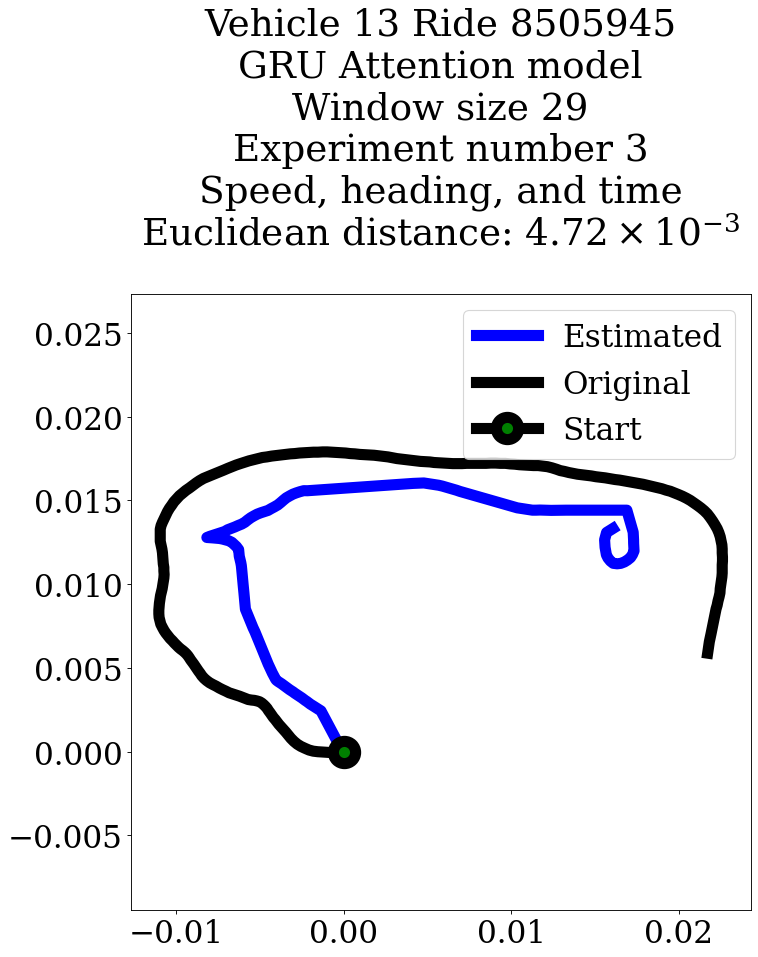 Vehicle 13 Ride 8505945
GRU Attention model
Window size 29
Experiment number 3
Speed, heading, and time
Euclidean distance: 4.72 × 10⁻³
Estimated
Original
Start
0.025
0.020
0.015
0.010
0.005
0.000
−0.005
−0.01 0.00 0.01 0.02